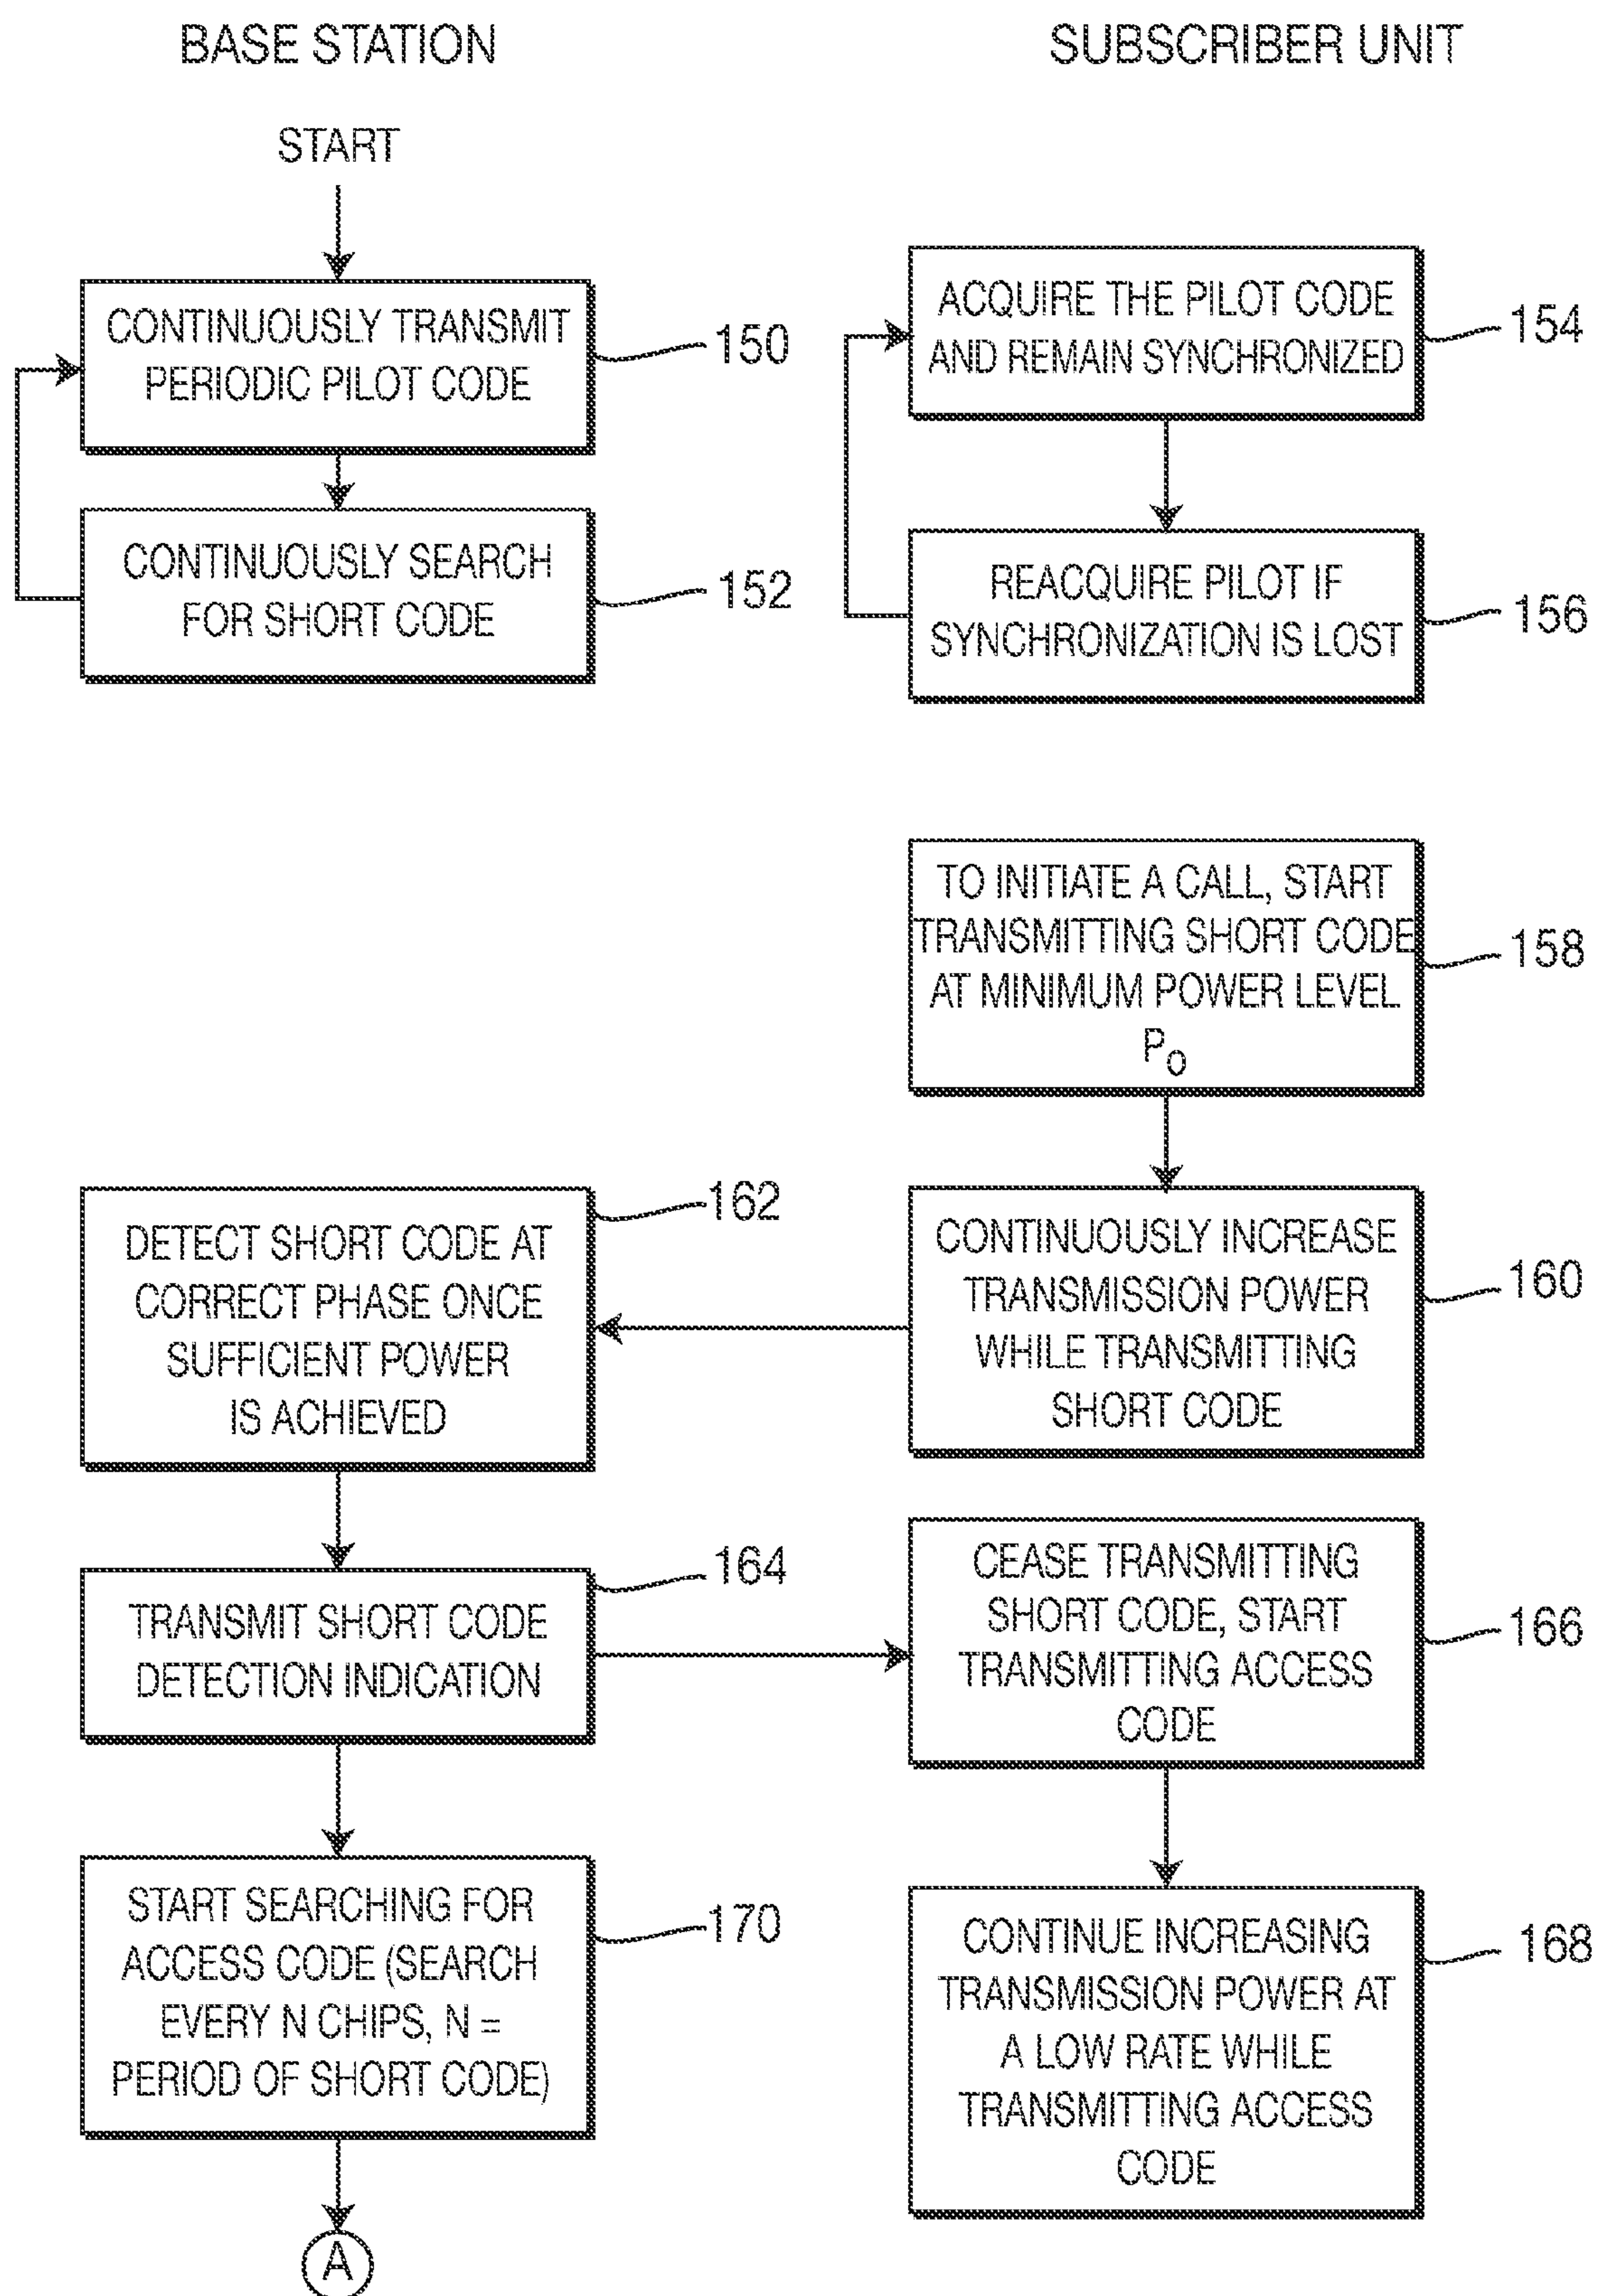 BASE STATION
SUBSCRIBER UNIT
START
CONTINUOUSLY TRANSMIT
PERIODIC PILOT CODE
150
CONTINUOUSLY SEARCH
FOR SHORT CODE
152
ACQUIRE THE PILOT CODE
AND REMAIN SYNCHRONIZED
154
REACQUIRE PILOT IF
SYNCHRONIZATION IS LOST
156
TO INITIATE A CALL, START
TRANSMITTING SHORT CODE
AT MINIMUM POWER LEVEL
P0
158
CONTINUOUSLY INCREASE
TRANSMISSION POWER
WHILE TRANSMITTING
SHORT CODE
160
DETECT SHORT CODE AT
CORRECT PHASE ONCE
SUFFICIENT POWER
IS ACHIEVED
162
TRANSMIT SHORT CODE
DETECTION INDICATION
164
CEASE TRANSMITTING
SHORT CODE, START
TRANSMITTING ACCESS
CODE
166
CONTINUE INCREASING
TRANSMISSION POWER AT
A LOW RATE WHILE
TRANSMITTING ACCESS
CODE
168
START SEARCHING FOR
ACCESS CODE (SEARCH
EVERY N CHIPS, N =
PERIOD OF SHORT CODE)
170
A